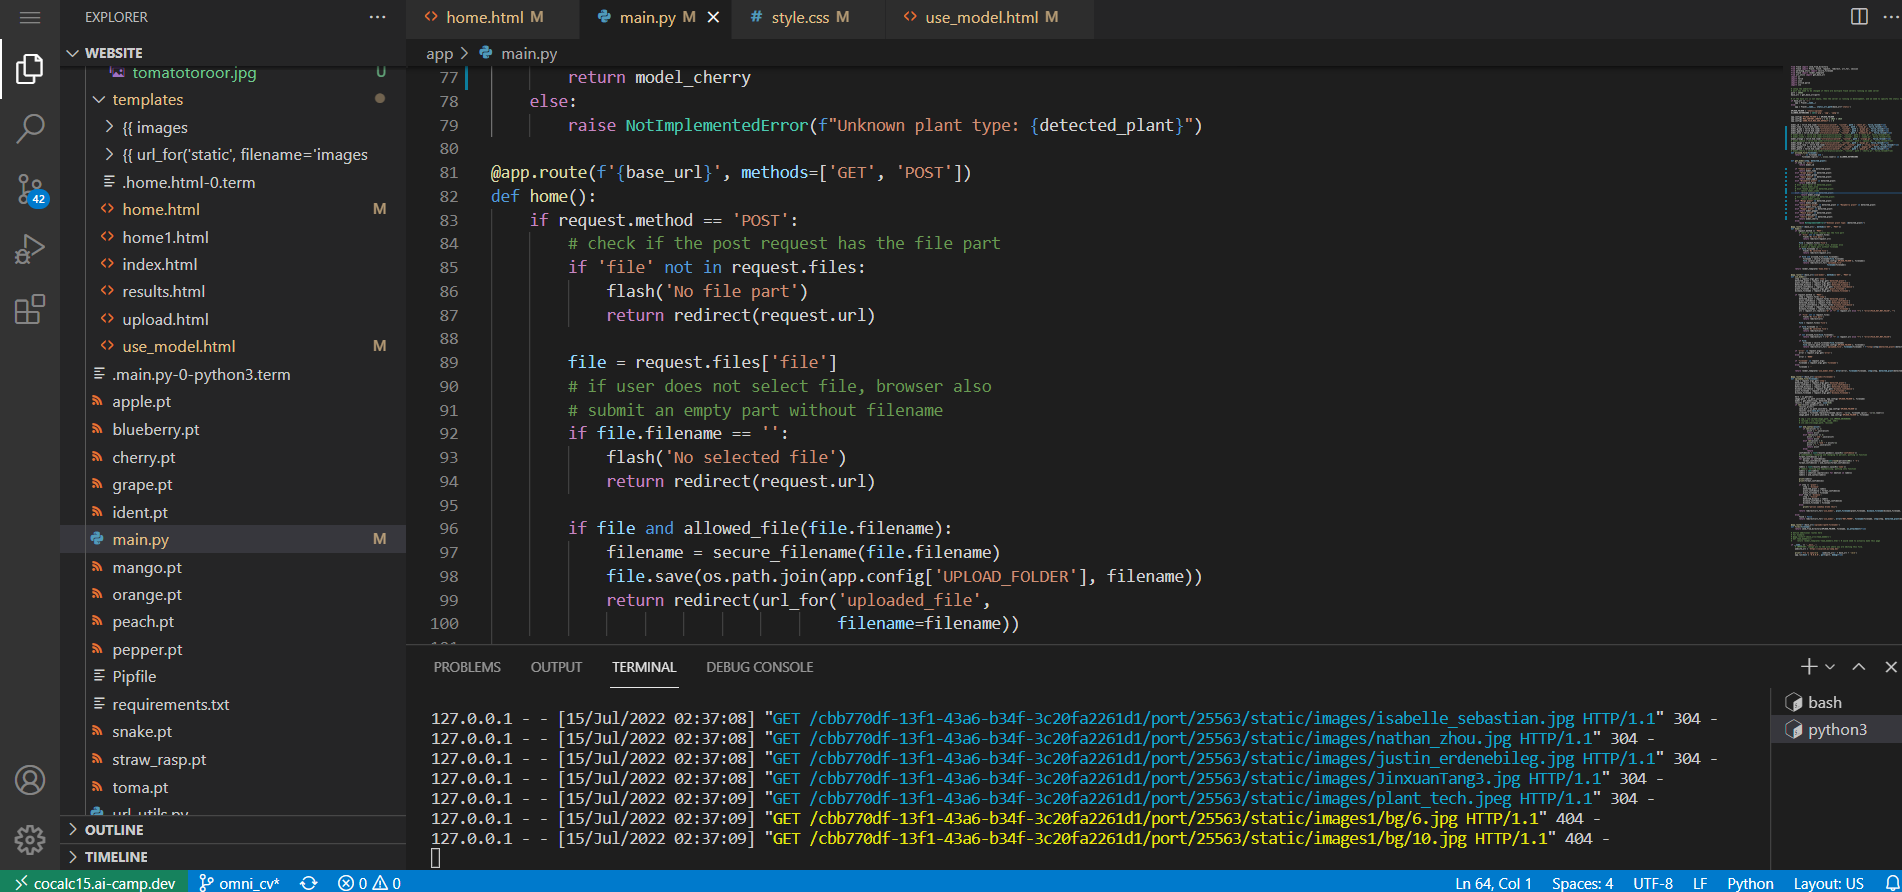 EXPLORER
···
home.html M
main.py M
# style.css M
use_model.html M
WEBSITE
tomatotoroor.jpg U
templates
{{ images
{{ url_for('static', filename='images
.home.html-0.term
home.html M
home1.html
index.html
results.html
upload.html
use_model.html M
.main.py-0-python3.term
apple.pt
blueberry.pt
cherry.pt
grape.pt
ident.pt
main.py M
mango.pt
orange.pt
peach.pt
pepper.pt
Pipfile
requirements.txt
snake.pt
straw_rasp.pt
toma.pt
url_utils.py
OUTLINE
TIMELINE
42
app > main.py
77 return model_cherry
78 else:
79 raise NotImplementedError(f"Unknown plant type: {detected_plant}")
80
81 @app.route(f'{base_url}', methods=['GET', 'POST'])
82 def home():
83 if request.method == 'POST':
84 # check if the post request has the file part
85 if 'file' not in request.files:
86 flash('No file part')
87 return redirect(request.url)
88
89 file = request.files['file']
90 # if user does not select file, browser also
91 # submit an empty part without filename
92 if file.filename == '':
93 flash('No selected file')
94 return redirect(request.url)
95
96 if file and allowed_file(file.filename):
97 filename = secure_filename(file.filename)
98 file.save(os.path.join(app.config['UPLOAD_FOLDER'], filename))
99 return redirect(url_for('uploaded_file',
100 filename=filename))
PROBLEMS OUTPUT TERMINAL DEBUG CONSOLE
127.0.0.1 - - [15/Jul/2022 02:37:08] "GET /cbb770df-13f1-43a6-b34f-3c20fa2261d1/port/25563/static/images/isabelle_sebastian.jpg HTTP/1.1" 304 -
127.0.0.1 - - [15/Jul/2022 02:37:08] "GET /cbb770df-13f1-43a6-b34f-3c20fa2261d1/port/25563/static/images/nathan_zhou.jpg HTTP/1.1" 304 -
127.0.0.1 - - [15/Jul/2022 02:37:08] "GET /cbb770df-13f1-43a6-b34f-3c20fa2261d1/port/25563/static/images/justin_erdenebileg.jpg HTTP/1.1" 304 -
127.0.0.1 - - [15/Jul/2022 02:37:08] "GET /cbb770df-13f1-43a6-b34f-3c20fa2261d1/port/25563/static/images/JinxuanTang3.jpg HTTP/1.1" 304 -
127.0.0.1 - - [15/Jul/2022 02:37:09] "GET /cbb770df-13f1-43a6-b34f-3c20fa2261d1/port/25563/static/images/plant_tech.jpeg HTTP/1.1" 304 -
127.0.0.1 - - [15/Jul/2022 02:37:09] "GET /cbb770df-13f1-43a6-b34f-3c20fa2261d1/port/25563/static/images1/bg/6.jpg HTTP/1.1" 404 -
127.0.0.1 - - [15/Jul/2022 02:37:09] "GET /cbb770df-13f1-43a6-b34f-3c20fa2261d1/port/25563/static/images1/bg/10.jpg HTTP/1.1" 404 -
bash
python3
cocalc15.ai-camp.dev omni_cv* 0 0 Ln 64, Col 1 Spaces: 4 UTF-8 LF Python Layout: US